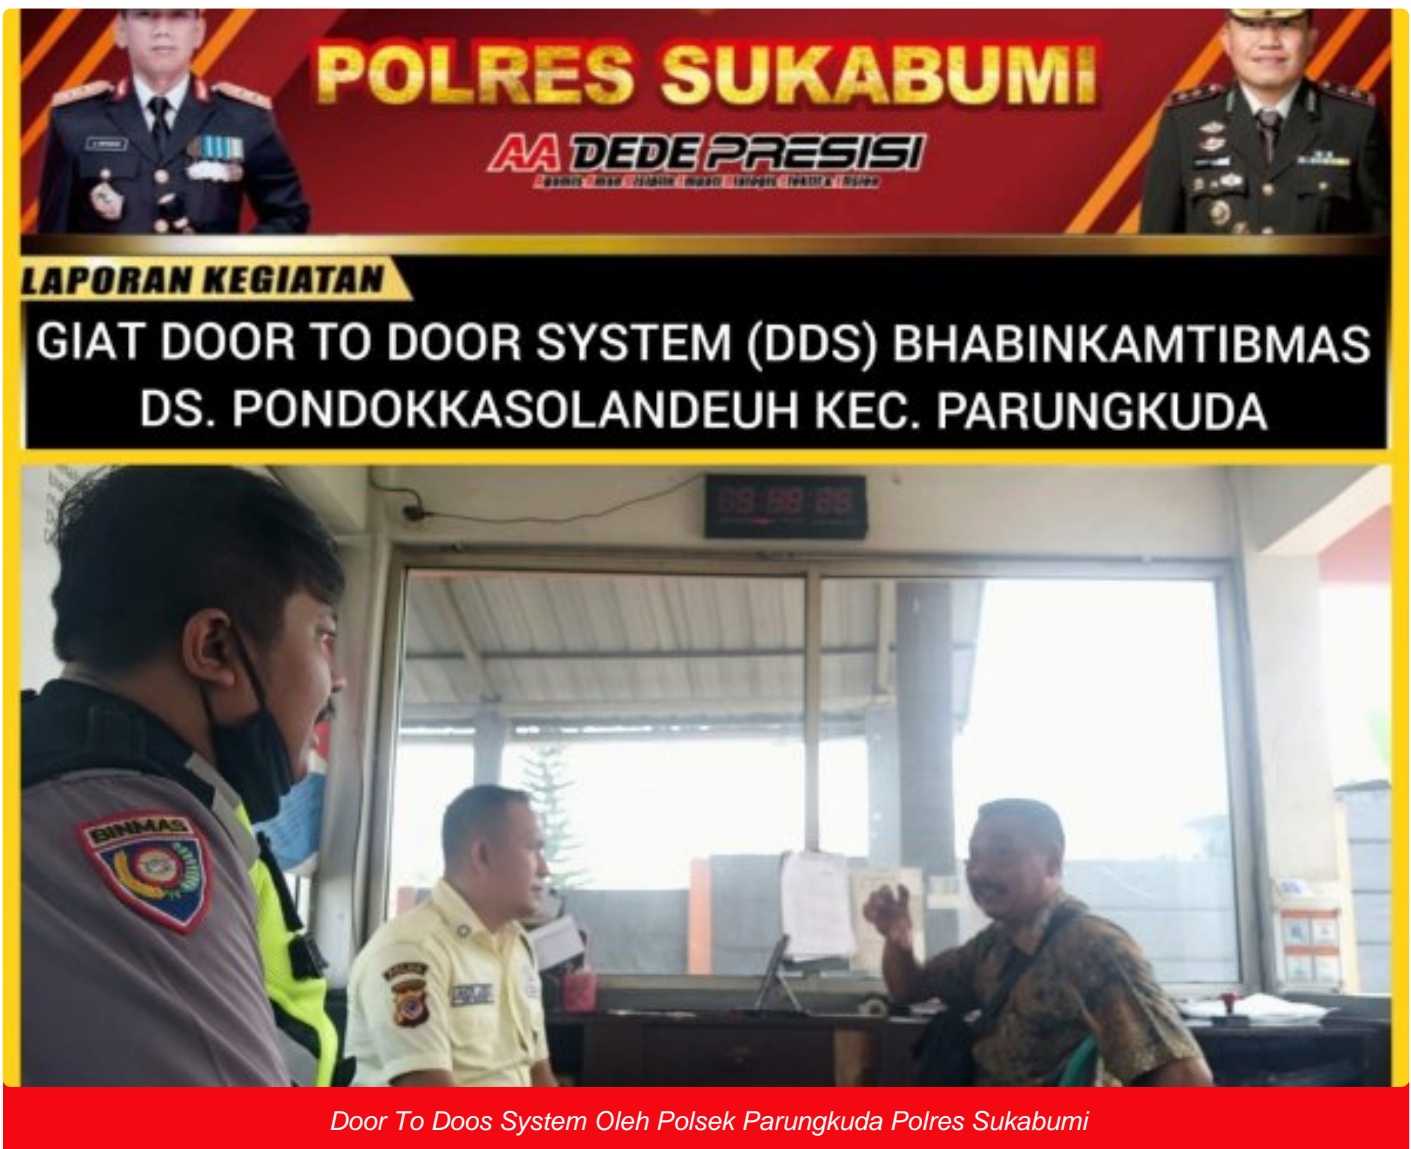 POLRES SUKABUMI
AA DEDE PRESISI
LAPORAN KEGIATAN
GIAT DOOR TO DOOR SYSTEM (DDS) BHABINKAMTIBMAS
DS. PONDOKKASOLANDEUH KEC. PARUNGKUDA
BINMAS
Door To Doos System Oleh Polsek Parungkuda Polres Sukabumi